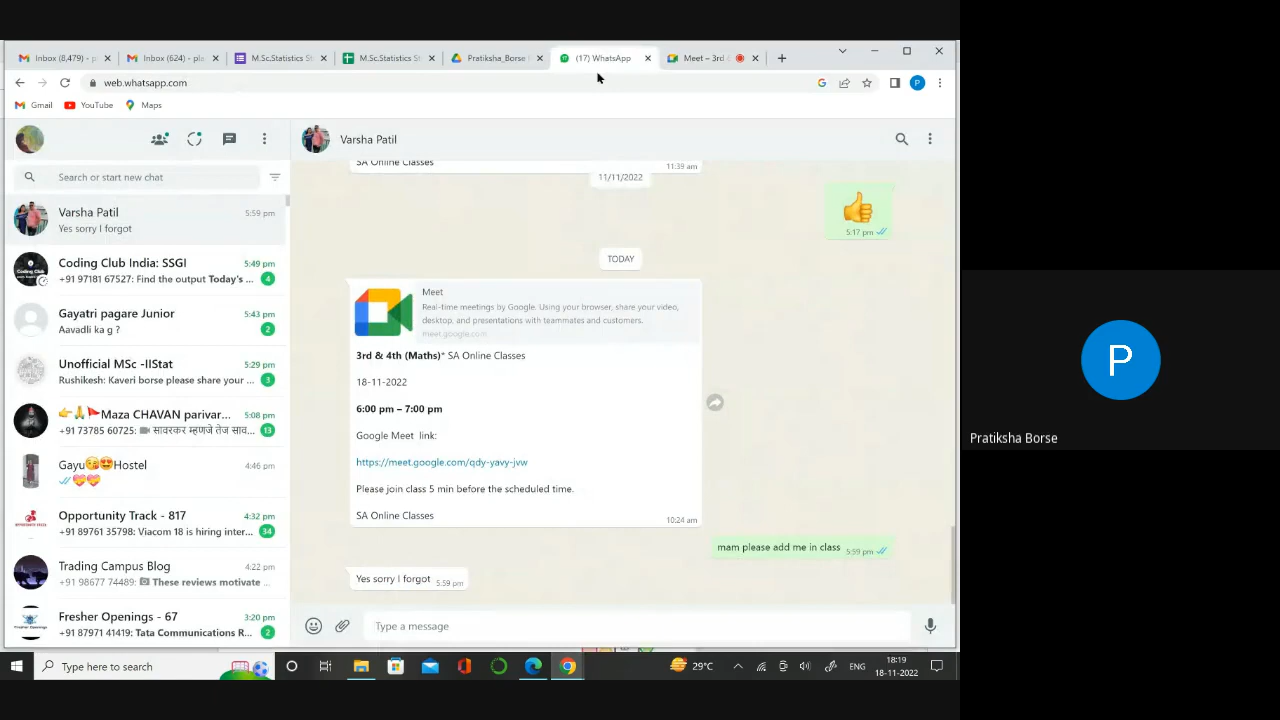 Inbox (8,479) - p
Inbox (624) - pla
M.Sc.Statistics St
M.Sc.Statistics St
Pratiksha_Borse
(17) WhatsApp
Meet – 3rd
web.whatsapp.com
P
Gmail
YouTube
Maps
Varsha Patil
Search or start new chat
Varsha Patil
5:59 pm
Yes sorry I forgot
Coding Club India: SSGI
5:49 pm
+91 97181 67527: Find the output Today's ...
4
Gayatri pagare Junior
5:43 pm
Aavadli ka g ?
2
Unofficial MSc -IIStat
5:29 pm
Rushikesh: Kaveri borse please share your ...
3
👉🙏🚩Maza CHAVAN parivar...
5:08 pm
+91 73785 60725: सावरकर म्हणजे तेज साव...
13
Gayu😘😍Hostel
4:46 pm
💝💝
Opportunity Track - 817
4:32 pm
+91 89761 35798: Viacom 18 is hiring inter...
34
Trading Campus Blog
4:22 pm
+91 98677 74489: These reviews motivate ...
Fresher Openings - 67
3:20 pm
+91 87971 41419: Tata Communications R...
2
SA Online Classes
11:39 am
11/11/2022
👍
5:17 pm
TODAY
Meet
Real-time meetings by Google. Using your browser, share your video,
desktop, and presentations with teammates and customers.
meet.google.com
3rd & 4th (Maths)* SA Online Classes
18-11-2022
6:00 pm – 7:00 pm
Google Meet link:
https://meet.google.com/qdy-yavy-jvw
Please join class 5 min before the scheduled time.
SA Online Classes
10:24 am
mam please add me in class
5:59 pm
Yes sorry I forgot
5:59 pm
Type a message
Type here to search
29°C
ENG
18:19
18-11-2022
P
Pratiksha Borse